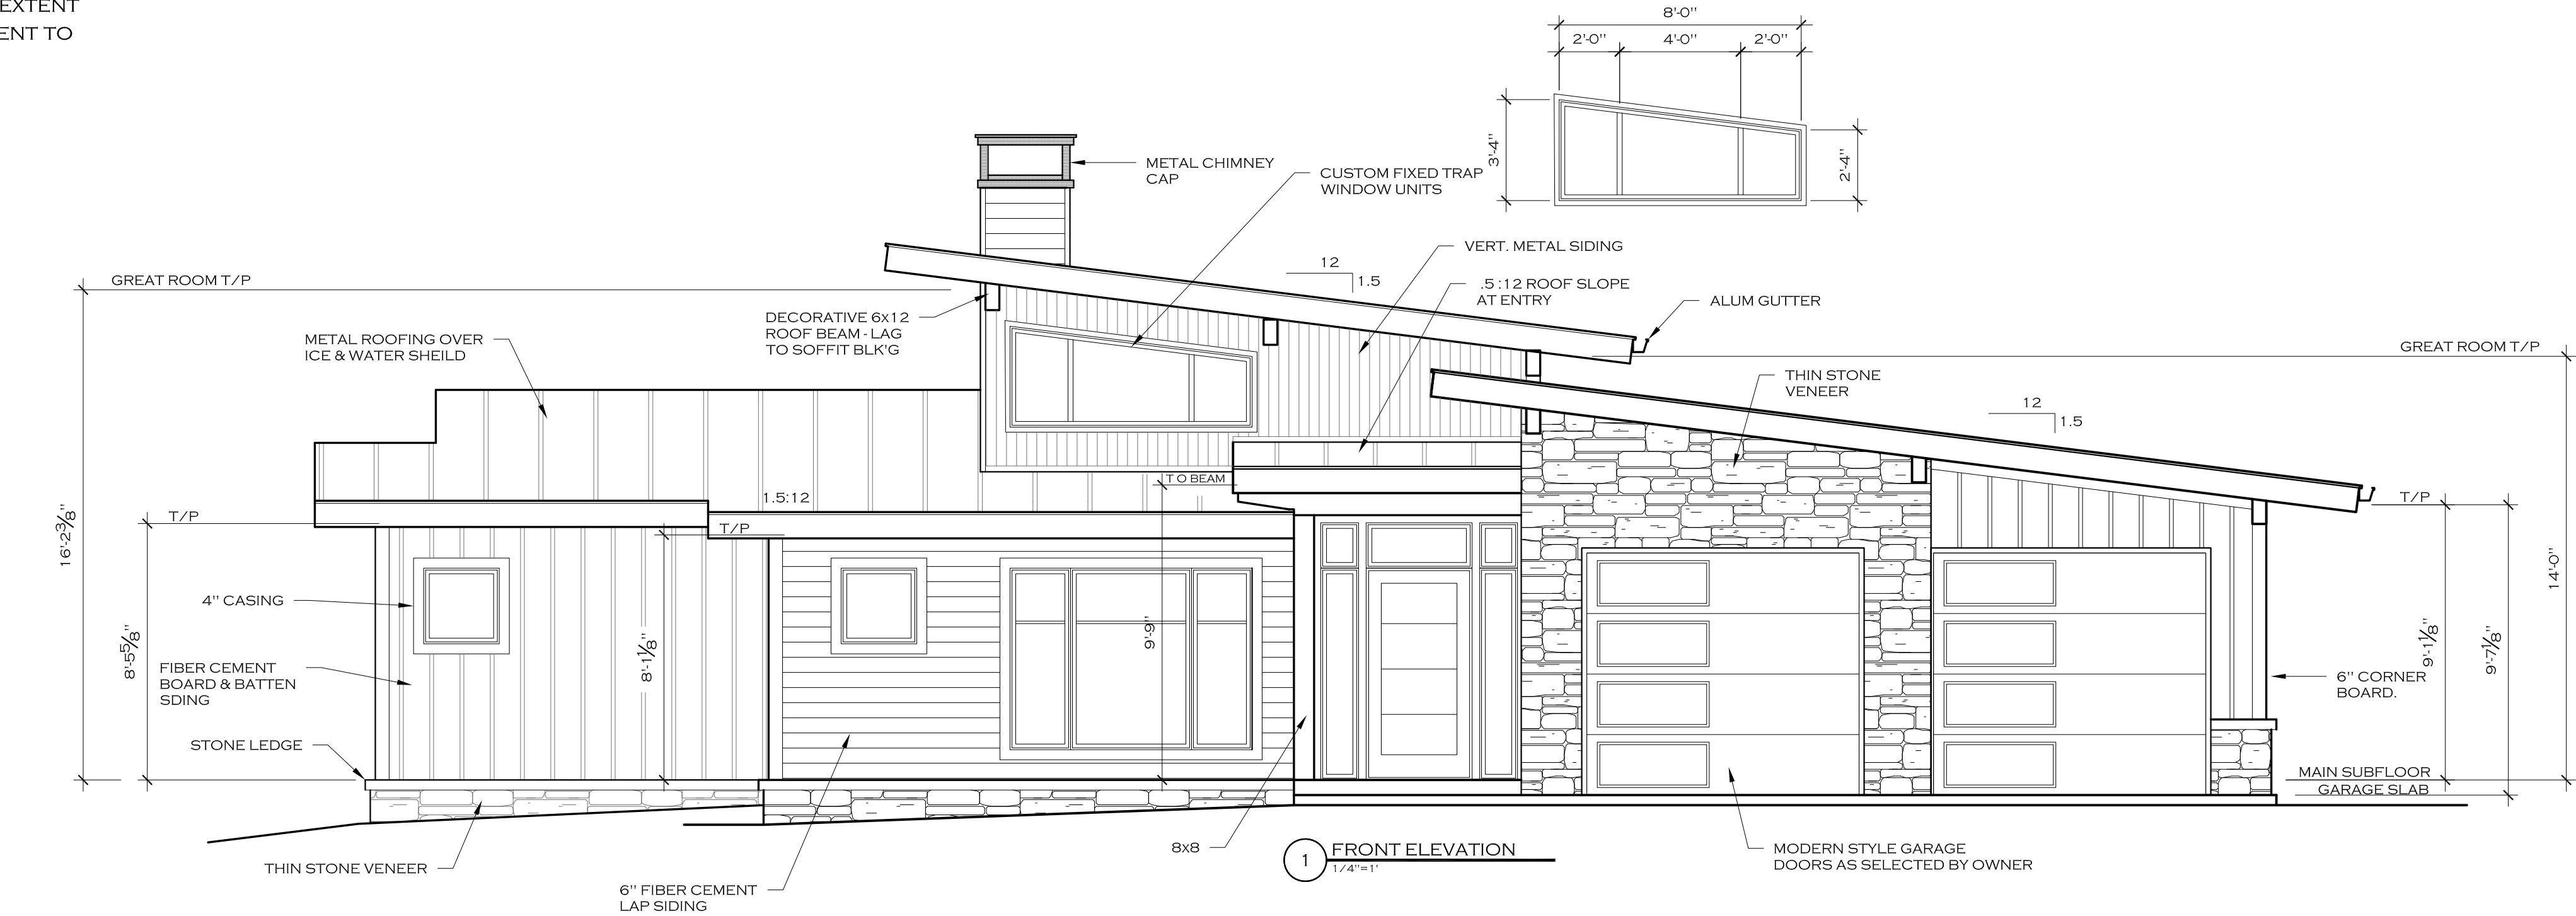 EXTENT
ENT TO
8'-0"
2'-0" 4'-0" 2'-0"
3'-4"
2'-4"
METAL CHIMNEY
CAP
CUSTOM FIXED TRAP
WINDOW UNITS
VERT. METAL SIDING
12
1.5
.5 :12 ROOF SLOPE
AT ENTRY
ALUM GUTTER
GREAT ROOM T/P
DECORATIVE 6x12
ROOF BEAM - LAG
TO SOFFIT BLK'G
METAL ROOFING OVER
ICE & WATER SHEILD
GREAT ROOM T/P
THIN STONE
VENEER
12
1.5
T O BEAM
1.5:12
T/P
T/P
T/P
16'-2 3/8"
8'-5 5/8"
8'-1 1/8"
9'-9"
9'-1 1/8"
9'-7 1/8"
14'-0"
4" CASING
FIBER CEMENT
BOARD & BATTEN
SDING
STONE LEDGE
6" CORNER
BOARD.
MAIN SUBFLOOR
GARAGE SLAB
THIN STONE VENEER
6" FIBER CEMENT
LAP SIDING
8x8
1 FRONT ELEVATION
1/4"=1'
MODERN STYLE GARAGE
DOORS AS SELECTED BY OWNER